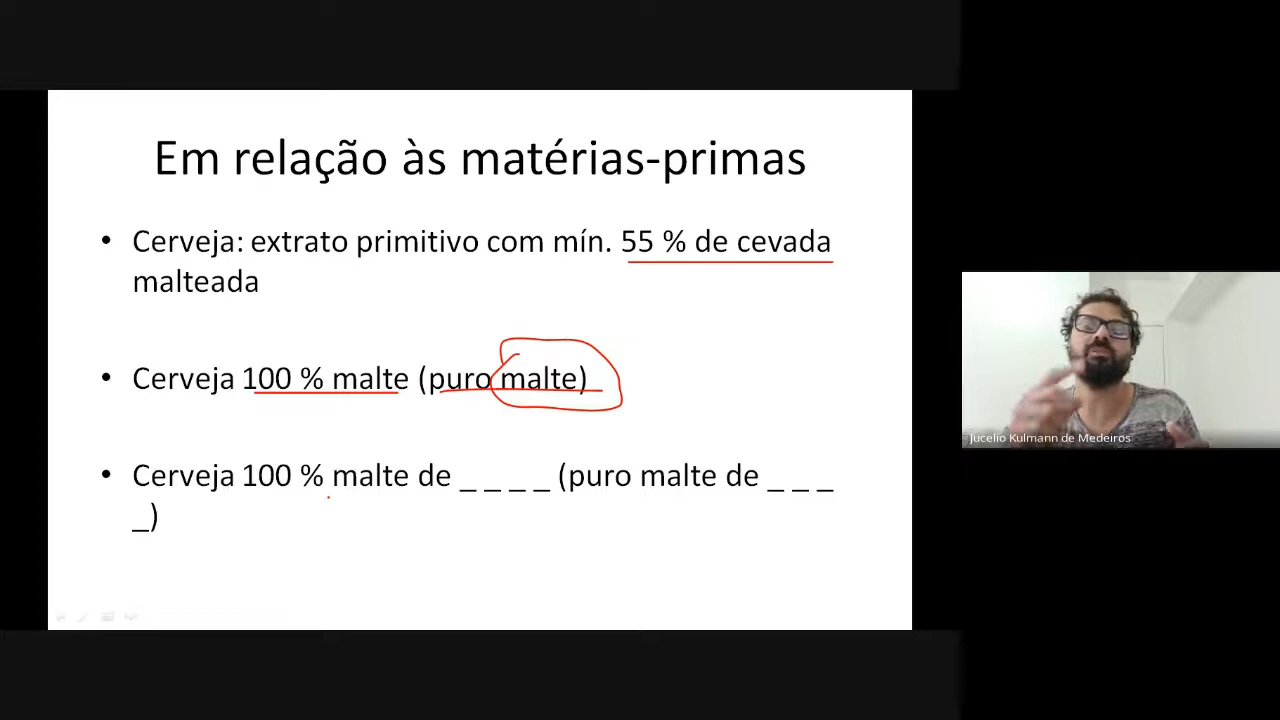 Em relação às matérias-primas
• Cerveja: extrato primitivo com mín. 55 % de cevada
malteada
• Cerveja 100 % malte (puro malte)
• Cerveja 100 % malte de _ _ _ _ (puro malte de _ _ _
_)
Jucelio Kulmann de Medeiros